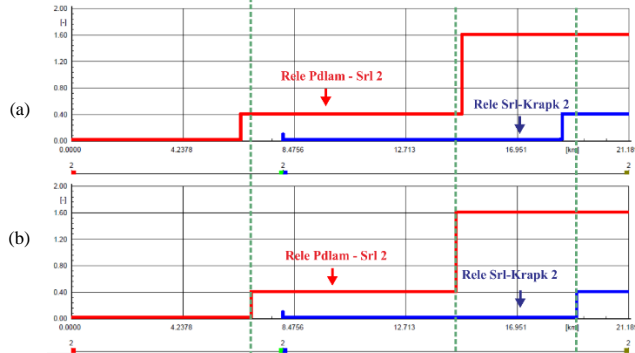 2.00
[-]
1.60
1.20
0.80
0.40
0.00
0.0000 4.2378 8.4756 12.713 16.951 [km] 21.189
Rele Pdlam - Srl 2
Rele Srl-Krapk 2
(a)
2 2 2
2.00
[-]
1.60
1.20
0.80
0.40
0.00
0.0000 4.2378 8.4756 12.713 16.951 [km] 21.189
Rele Pdlam - Srl 2
Rele Srl-Krapk 2
(b)
2 2 2